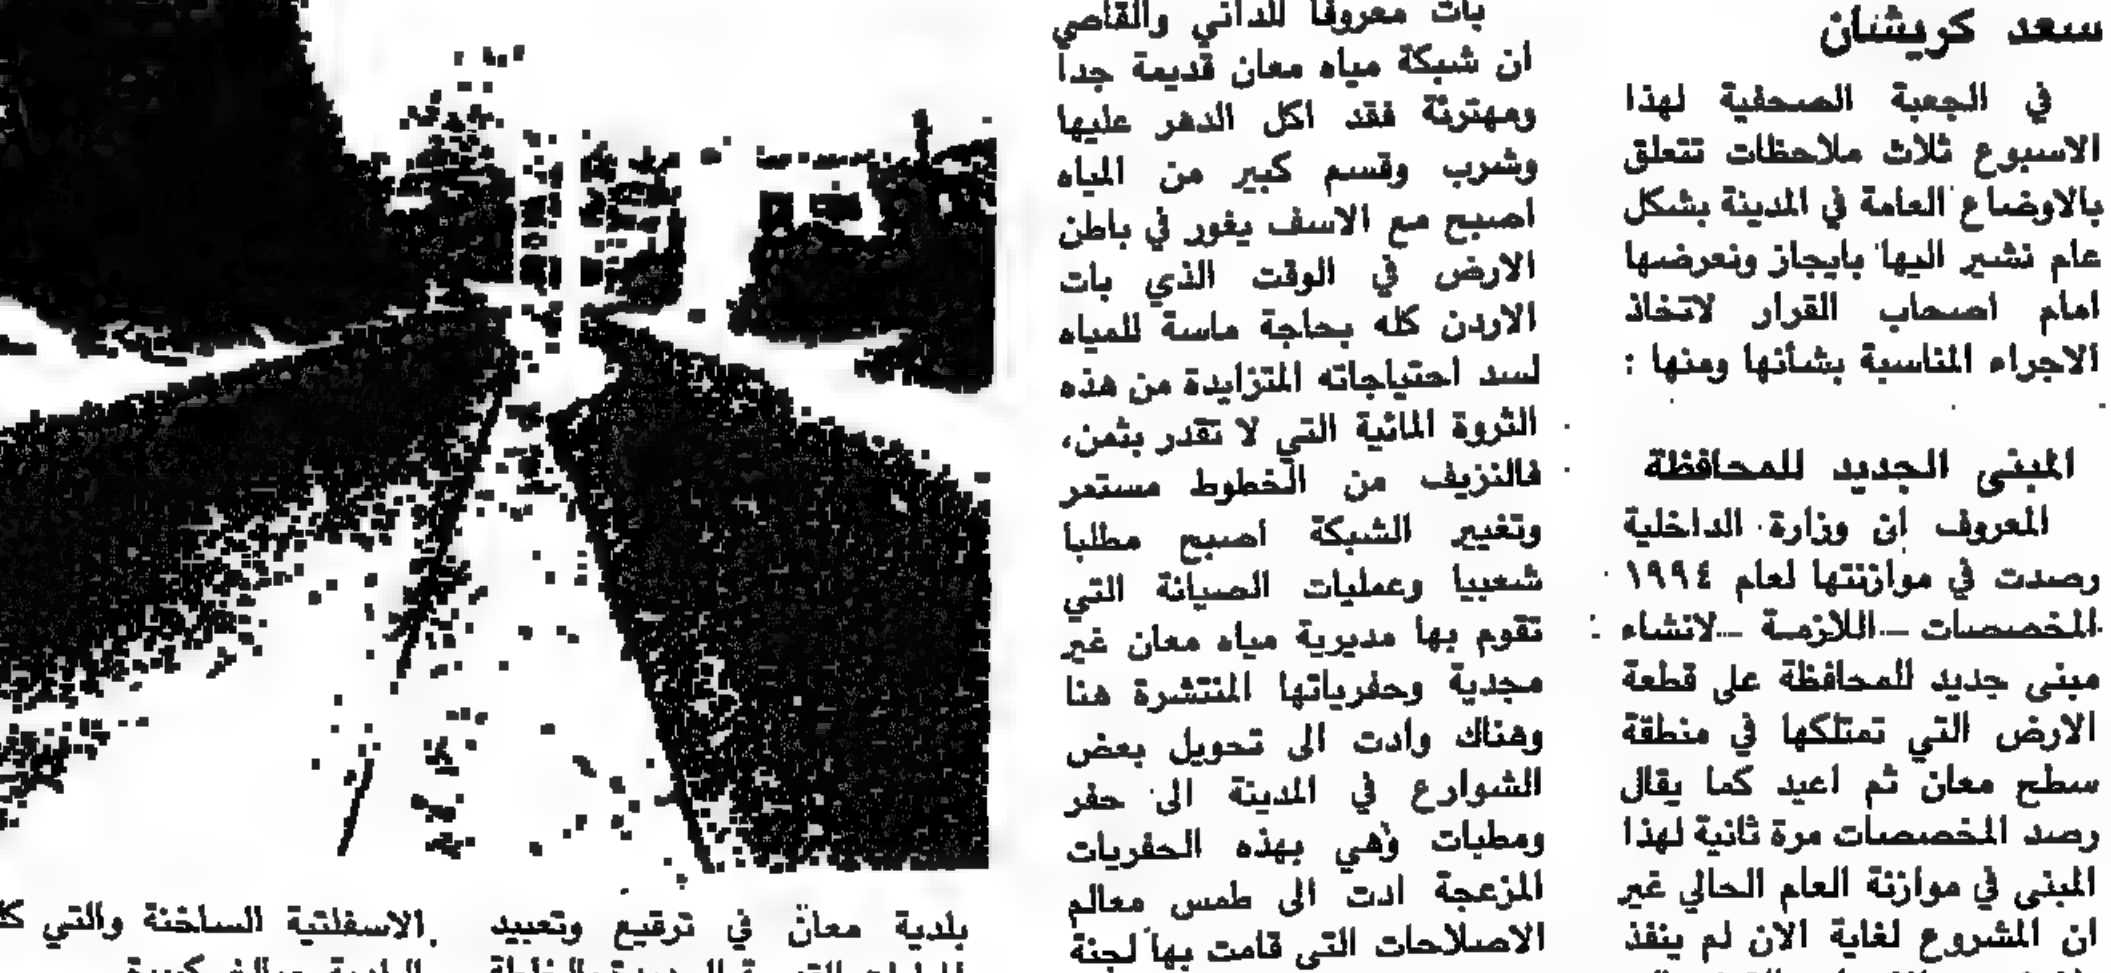 سعد كريشان
في الجعبة الصحفية لهذا
الاسبوع ثلاث ملاحظات تتعلق
بالاوضاع العامة في المدينة بشكل
عام نشير اليها بايجاز ونعرضها
امام اصحاب القرار لاتخاذ
الاجراء المناسبة بشأنها ومنها :
المبنى الجديد للمحافظة
المعروف ان وزارة الداخلية
رصدت في موازنتها لعام ١٩٩٤
المخصصات اللازمة لانشاء
مبنى جديد للمحافظة على قطعة
الارض التي تمتلكها في منطقة
سطح معان ثم اعيد كما يقال
رصد المخصصات مرة ثانية لهذا
المبنى في موازنة العام الحالي غير
ان المشروع لغاية الان لم ينفذ
بات معروفا للداني والقاصي
ان شبكة مياه معان قديمة جدا
ومهترئة فقد اكل الدهر عليها
وشرب وقسم كبير من المياه
اصبح مع الاسف يغور في باطن
الارض في الوقت الذي بات
الاردن كله بحاجة ماسة للمياه
لسد احتياجاته المتزايدة من هذه
الثروة المائية التي لا تقدر بثمن،
فالنزيف من الخطوط مستمر
وتغيير الشبكة اصبح مطلبا
شعبيا وعمليات الصيانة التي
تقوم بها مديرية مياه معان غير
مجدية وحفرياتها المنتشرة هنا
وهناك وادت الى تحويل بعض
الشوارع في المدينة الى حفر
ومطبات وهي بهذه الحفريات
المزعجة ادت الى طمس معالم
الاصلاحات التي قامت بها لجنة
بلدية معان في ترقيع وتعبيد
الاسفلتية الساخنة والتي